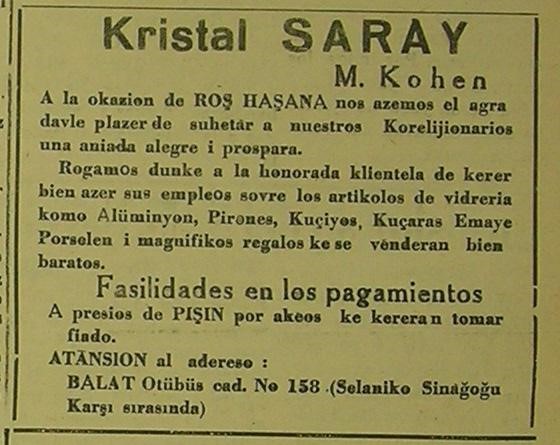 Kristal SARAY
M. Kohen
A la okazion de ROŞ HAŞANA nos azemos el agra
davle plazer de suhetar a nuestros Korelijionarios
una aniada alegre i prospara.
Rogamos dunke a la honorada klientela de kerer
bien azer sus empleos sovre los artikolos de vidreria
komo Alüminyon, Pirones, Kuçiyos, Kuçaras Emaye
Porselen i magnifikos regalos ke se venderan bien
baratos.
Fasilidades en los pagamientos
A presios de PIŞIN por akeos ke kereran tomar
fiado.
ATANSION al adereso :
BALAT Otübüs cad. No 158 (Selaniko Sinağoğu
Karşı sırasında)